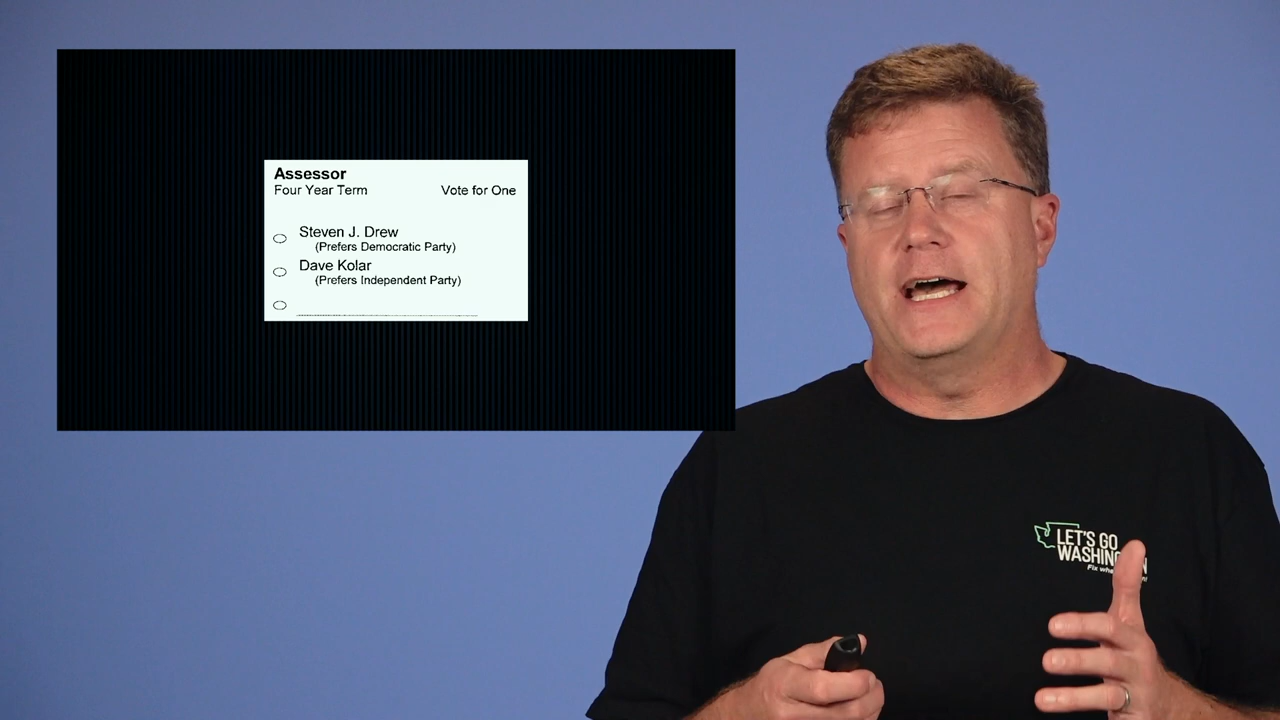 Assessor
Four Year Term Vote for One
Steven J. Drew
(Prefers Democratic Party)
Dave Kolar
(Prefers Independent Party)
LET'S GO
Fix